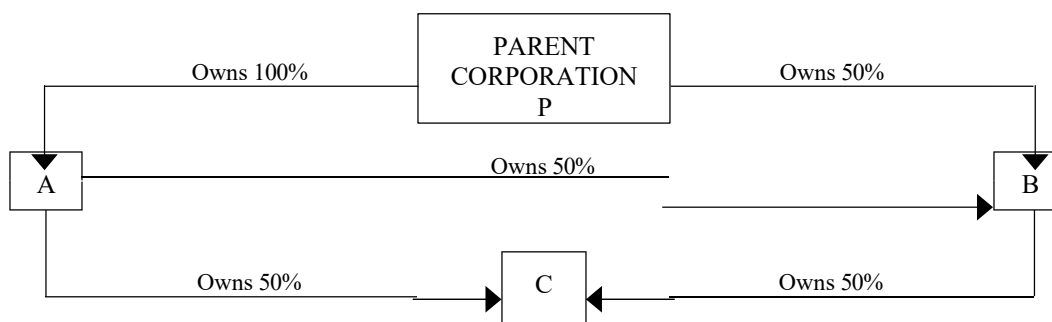 PARENT
CORPORATION
P
Owns 100%
Owns 50%
A
Owns 50%
B
Owns 50%
C
Owns 50%